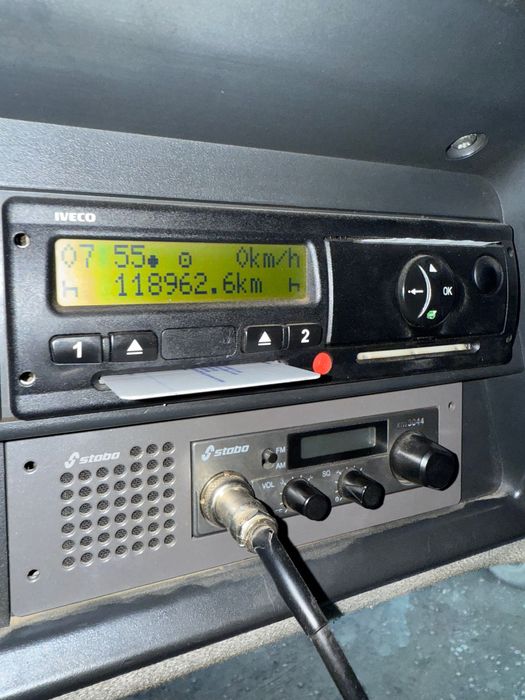 IVECO
07 55 0km/h
118962.6km
1 2
OK
stabo
stabo
FM
AM
VOL SQ